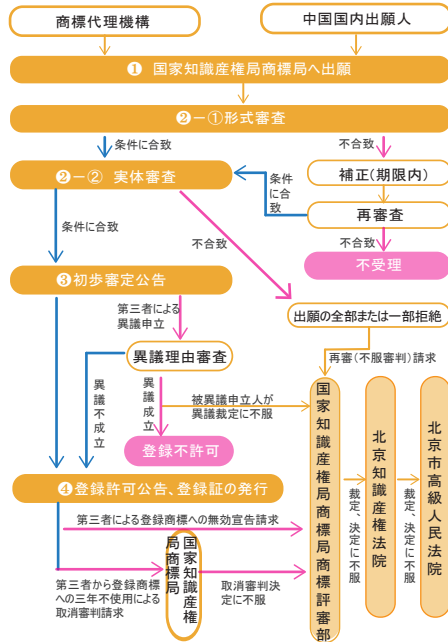 商標代理機構
中国国内出願人
❶ 国家知識産権局商標局へ出願
❷－①形式審査
条件に合致
不合致
❷－② 実体審査
条件
に合
致
補正(期限内)
再審査
条件に合致
不合致
不合致
不受理
❸初歩審定公告
第三者による
異議申立
出願の全部または一部拒絶
異議理由審査
再審(不服審判)請求
異議不成立
異議成立
被異議申立人が
異議裁定に不服
登録不許可
国家知識産権局商標局商標評審部
北京知識産権法院
北京市高級人民法院
裁定、決定に不服
裁定、決定に不服
❹登録許可公告、登録証の発行
第三者による登録商標への無効宣告請求
国家知識産権
局商標局
第三者から登録商標
への三年不使用による
取消審判請求
取消審判決
定に不服